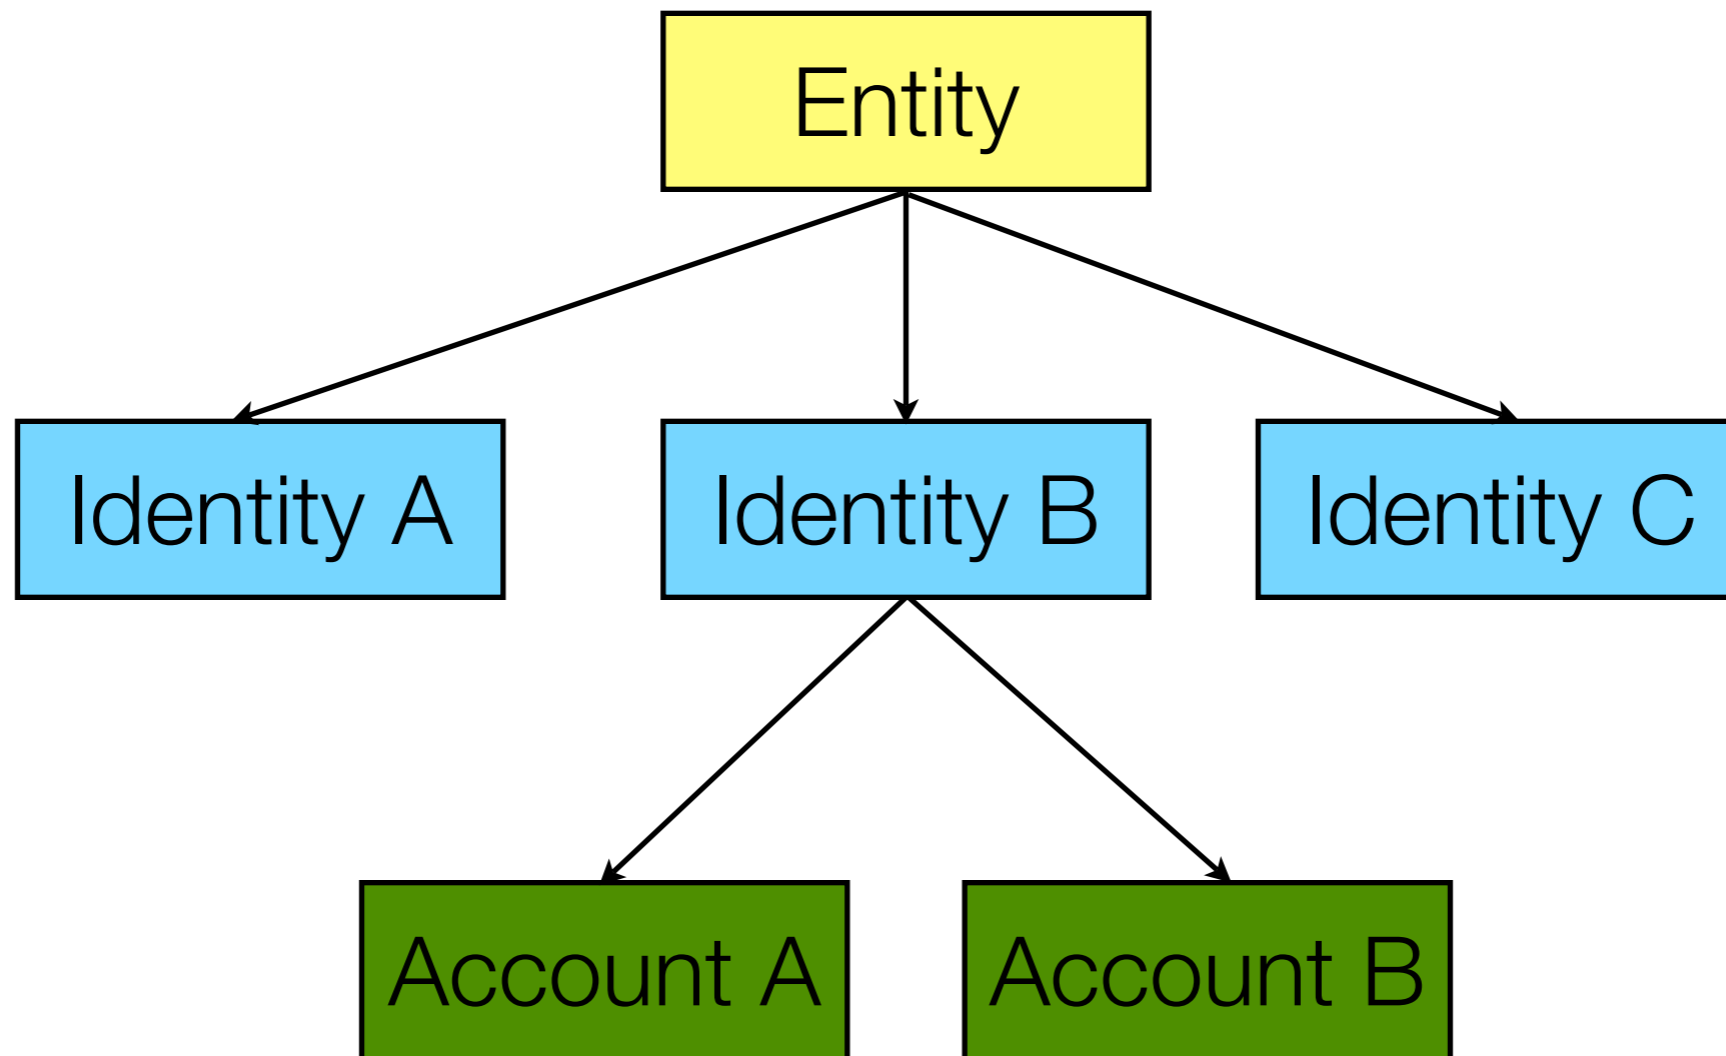 Entity
Identity A
Identity B
Identity C
Account A
Account B